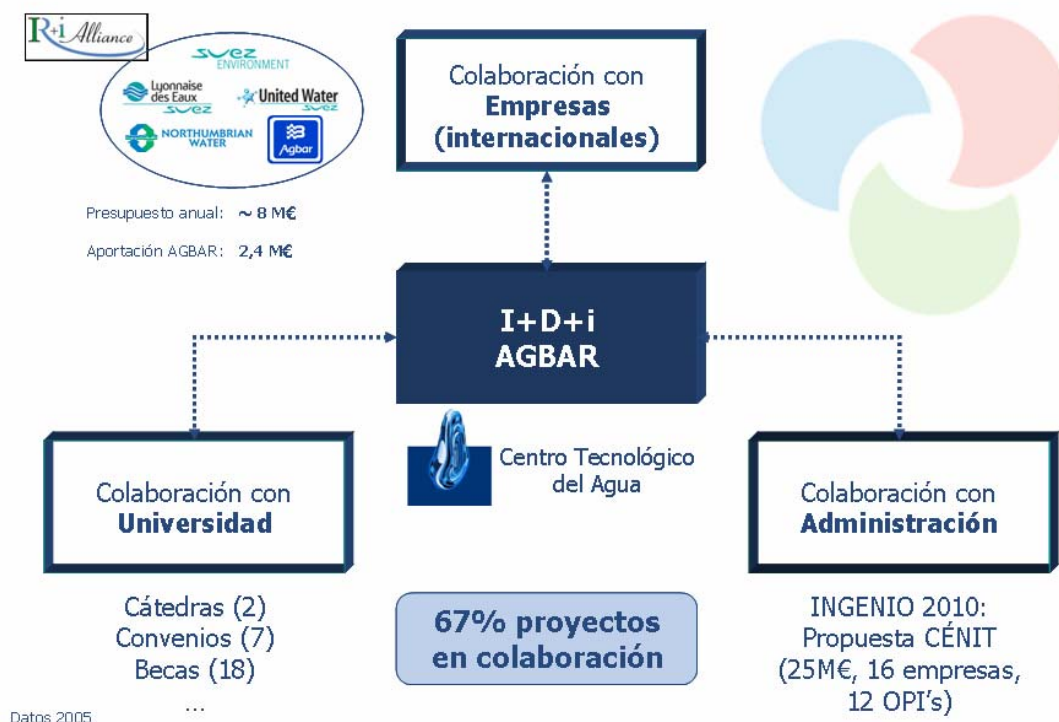 R+i Alliance
suez
ENVIRONMENT
Lyonnaise
des Eaux
suez
United Water
suez
NORTHUMBRIAN
WATER
Agbar
Presupuesto anual: ~ 8 M€
Aportación AGBAR: 2,4 M€
Colaboración con
Empresas
(internacionales)
I+D+i
AGBAR
Centro Tecnológico
del Agua
Colaboración con
Universidad
Cátedras (2)
Convenios (7)
Becas (18)
...
67% proyectos
en colaboración
Colaboración con
Administración
INGENIO 2010:
Propuesta CÉNIT
(25M€, 16 empresas,
12 OPI's)
Datos 2005